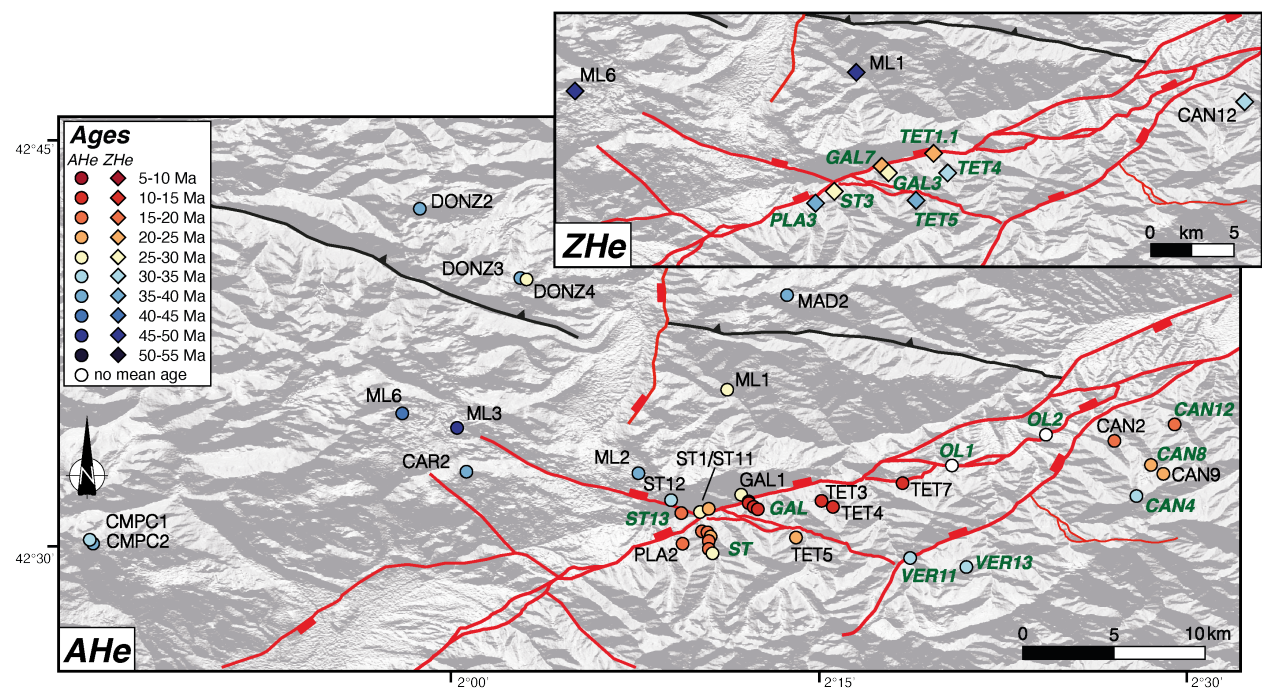 ML6
ML1
CAN12
TET1.1
GAL7
TET4
GAL3
ST3
PLA3
TET5
0 km 5
ZHe
Ages
AHe ZHe
5-10 Ma
10-15 Ma
15-20 Ma
20-25 Ma
25-30 Ma
30-35 Ma
35-40 Ma
40-45 Ma
45-50 Ma
50-55 Ma
no mean age
42°45'
DONZ2
DONZ3
DONZ4
MAD2
ML1
ML6
ML3
CAR2
N
ML2
ST1/ST11
ST12
GAL1
ST13
GAL
TET3
TET4
TET7
OL1
OL2
CAN2
CAN12
CAN8
CAN9
CAN4
CMPC1
CMPC2
42°30'
PLA2
ST
TET5
VER11
VER13
0 5 10 km
AHe
2°00'
2°15'
2°30'